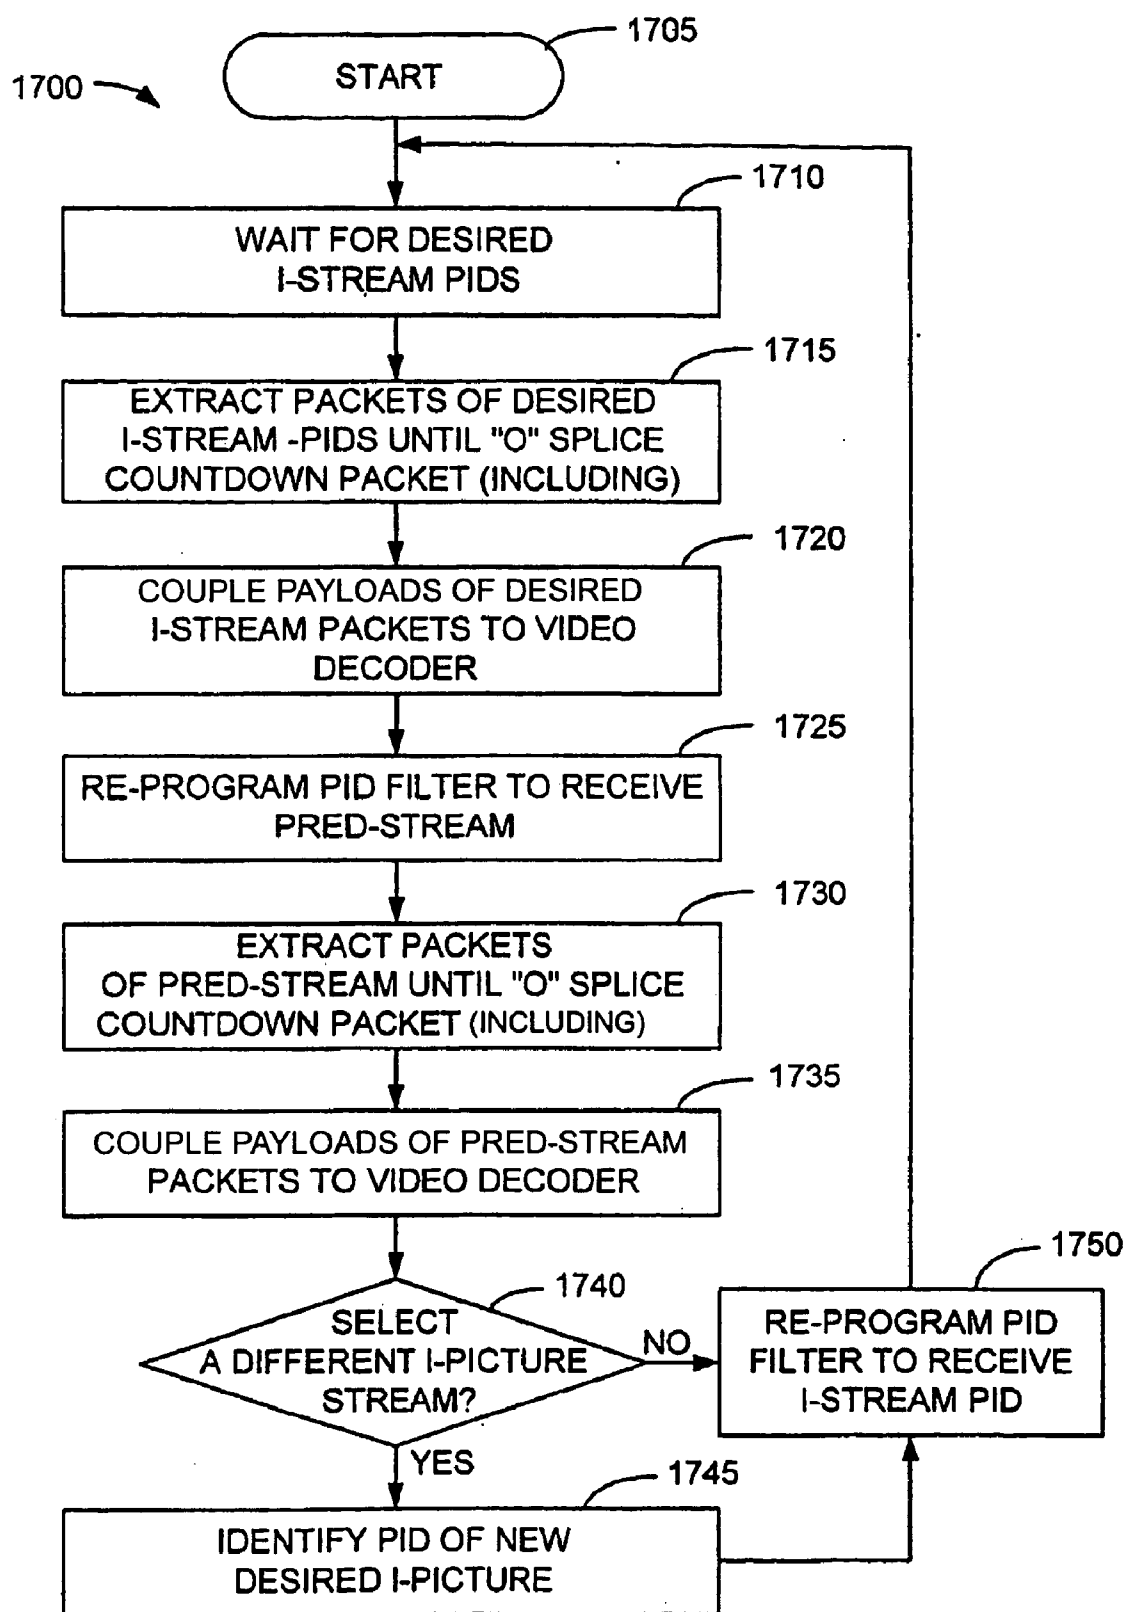 1705
START
1700
1710
WAIT FOR DESIRED
I-STREAM PIDS
1715
EXTRACT PACKETS OF DESIRED
I-STREAM -PIDS UNTIL "O" SPLICE
COUNTDOWN PACKET (INCLUDING)
1720
COUPLE PAYLOADS OF DESIRED
I-STREAM PACKETS TO VIDEO
DECODER
1725
RE-PROGRAM PID FILTER TO RECEIVE
PRED-STREAM
1730
EXTRACT PACKETS
OF PRED-STREAM UNTIL "O" SPLICE
COUNTDOWN PACKET (INCLUDING)
1735
COUPLE PAYLOADS OF PRED-STREAM
PACKETS TO VIDEO DECODER
1740
SELECT
A DIFFERENT I-PICTURE
STREAM?
NO
YES
1750
RE-PROGRAM PID
FILTER TO RECEIVE
I-STREAM PID
1745
IDENTIFY PID OF NEW
DESIRED I-PICTURE